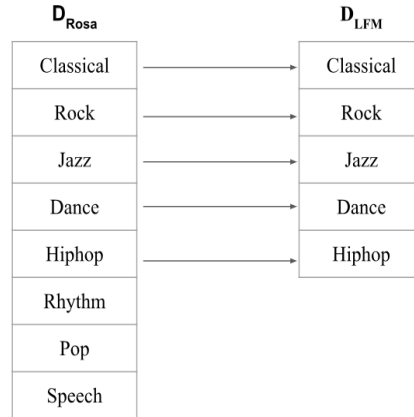 D_Rosa D_LFM
Classical Classical
Rock Rock
Jazz Jazz
Dance Dance
Hiphop Hiphop
Rhythm
Pop
Speech